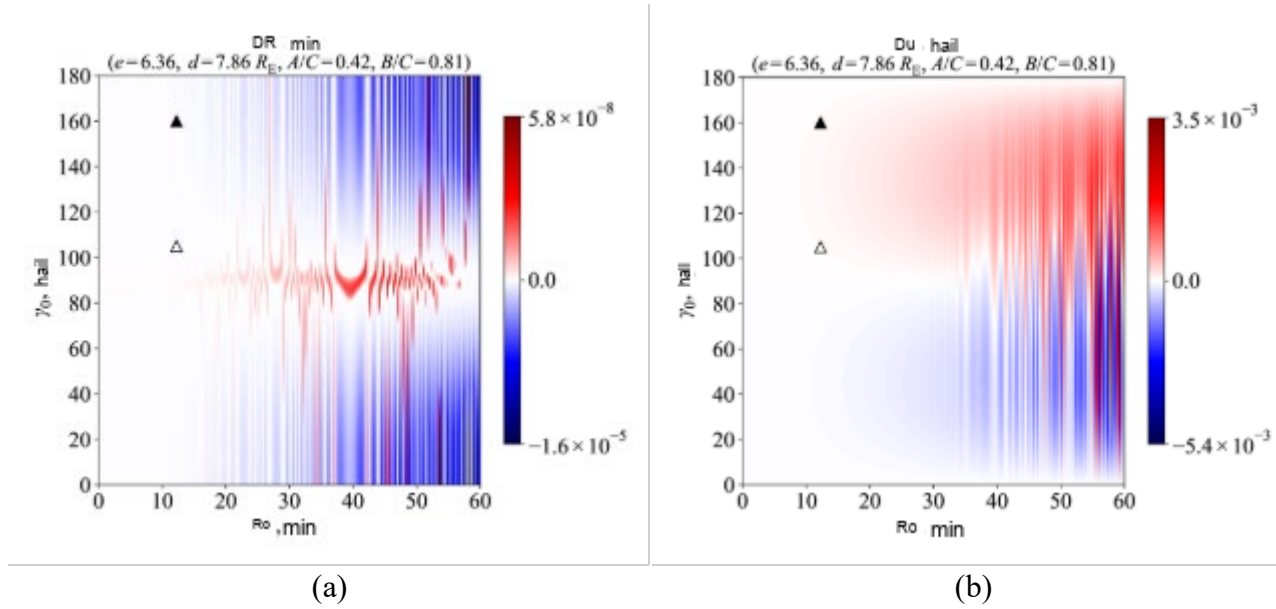 DR min
(e=6.36, d=7.86 R_E, A/C=0.42, B/C=0.81)
180
160
140
120
100
80
60
40
20
0
γ₀, hail
0 10 20 30 40 50 60
Ro ,min
5.8 × 10⁻⁸
0.0
−1.6 × 10⁻⁵
(a)
Du hail
(e=6.36, d=7.86 R_E, A/C=0.42, B/C=0.81)
180
160
140
120
100
80
60
40
20
0
γ₀, hail
0 10 20 30 40 50 60
Ro min
3.5 × 10⁻³
0.0
−5.4 × 10⁻³
(b)